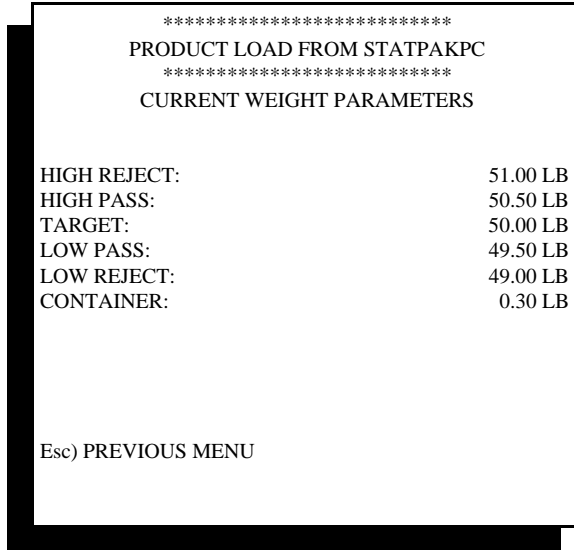 ***************************
PRODUCT LOAD FROM STATPAKPC
***************************
CURRENT WEIGHT PARAMETERS
HIGH REJECT: 51.00 LB
HIGH PASS: 50.50 LB
TARGET: 50.00 LB
LOW PASS: 49.50 LB
LOW REJECT: 49.00 LB
CONTAINER: 0.30 LB
Esc) PREVIOUS MENU